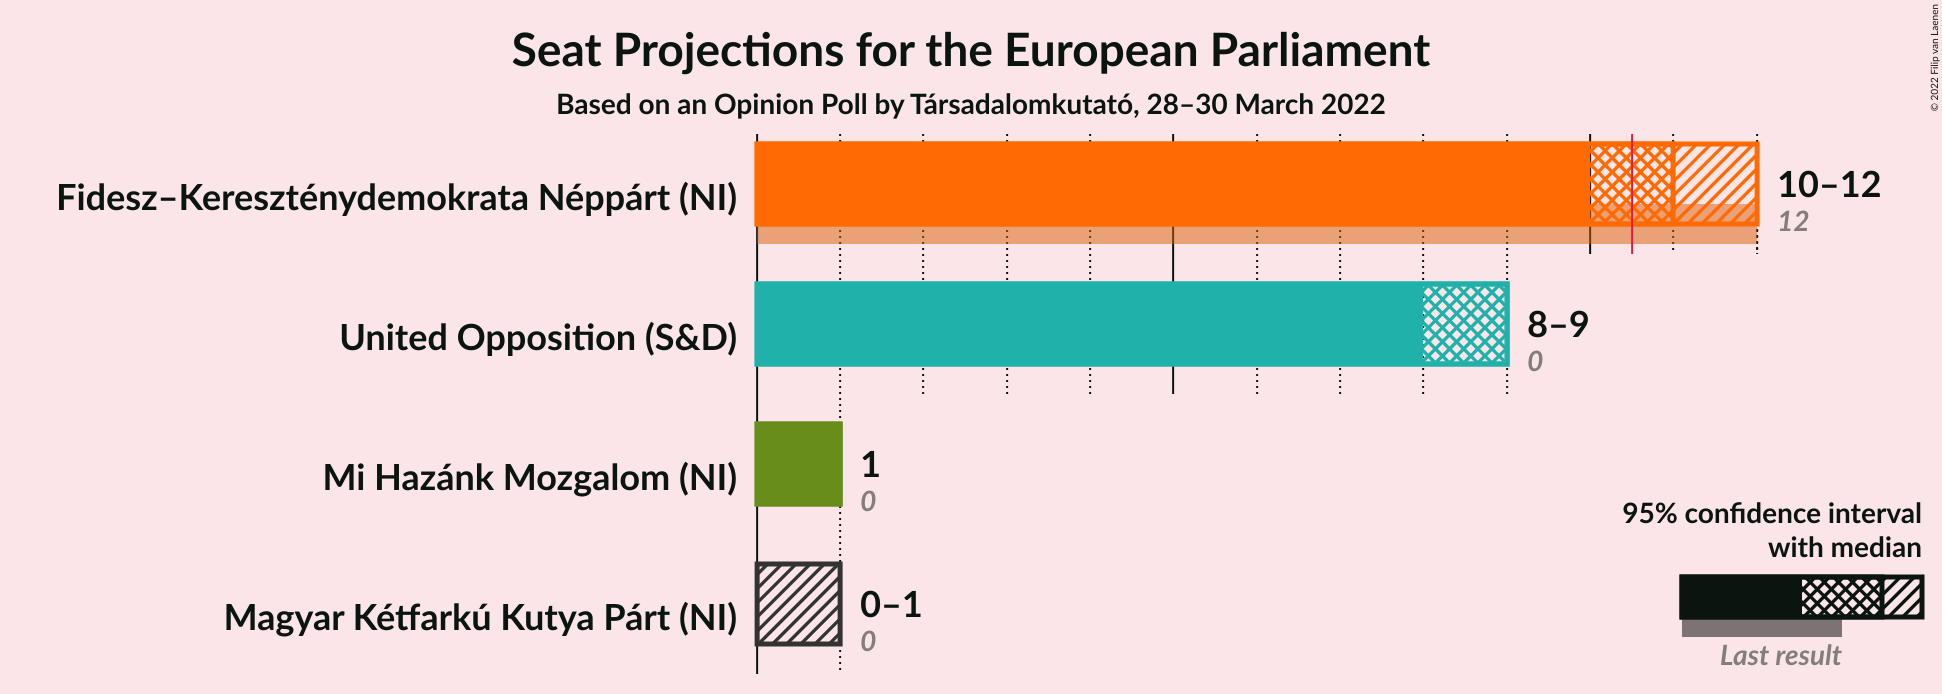 Seat Projections for the European Parliament
Based on an Opinion Poll by Társadalomkutató, 28–30 March 2022
© 2022 Filip van Laenen
Fidesz–Kereszténydemokrata Néppárt (NI)
10–12
12
United Opposition (S&D)
8–9
0
Mi Hazánk Mozgalom (NI)
1
0
Magyar Kétfarkú Kutya Párt (NI)
0–1
0
95% confidence interval
with median
Last result